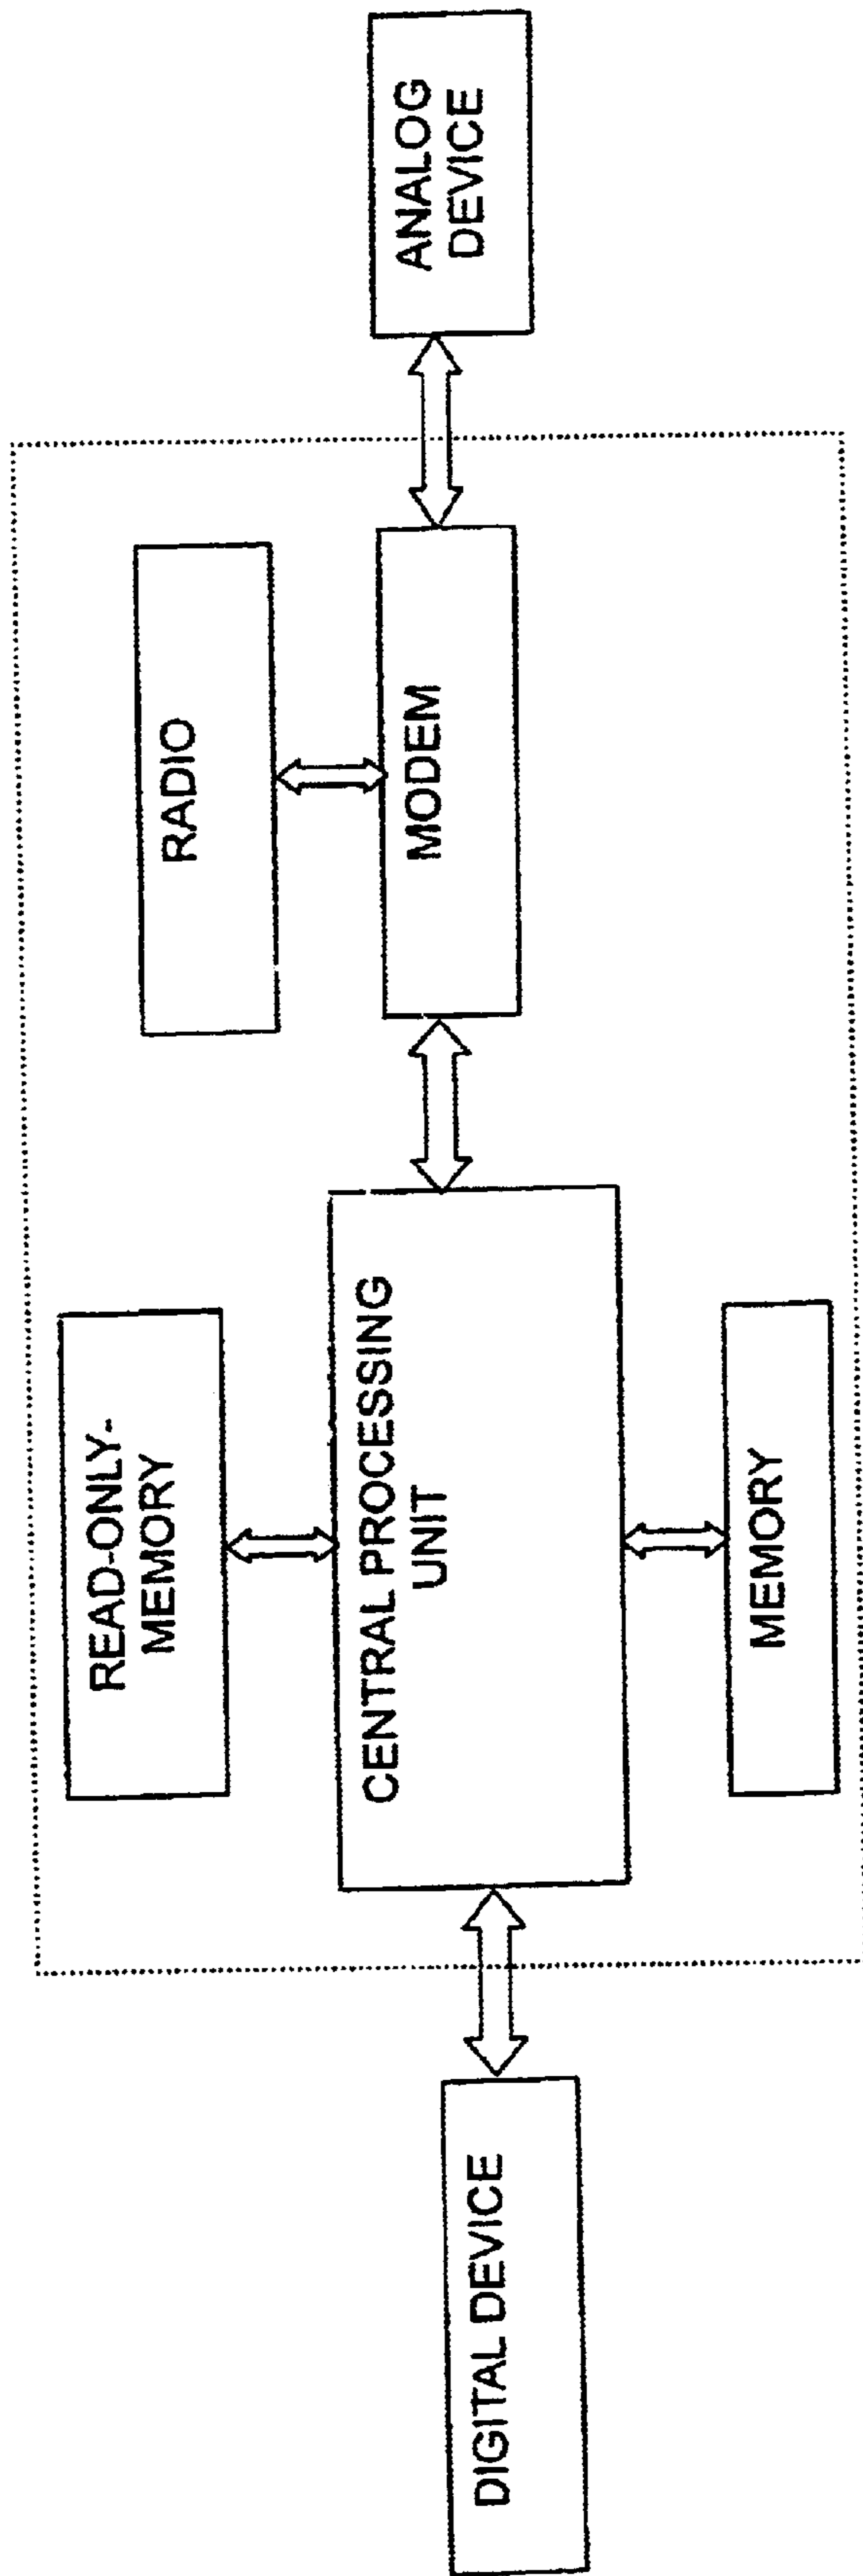 READ-ONLY-
MEMORY
RADIO
CENTRAL PROCESSING
UNIT
MODEM
ANALOG
DEVICE
DIGITAL DEVICE
MEMORY